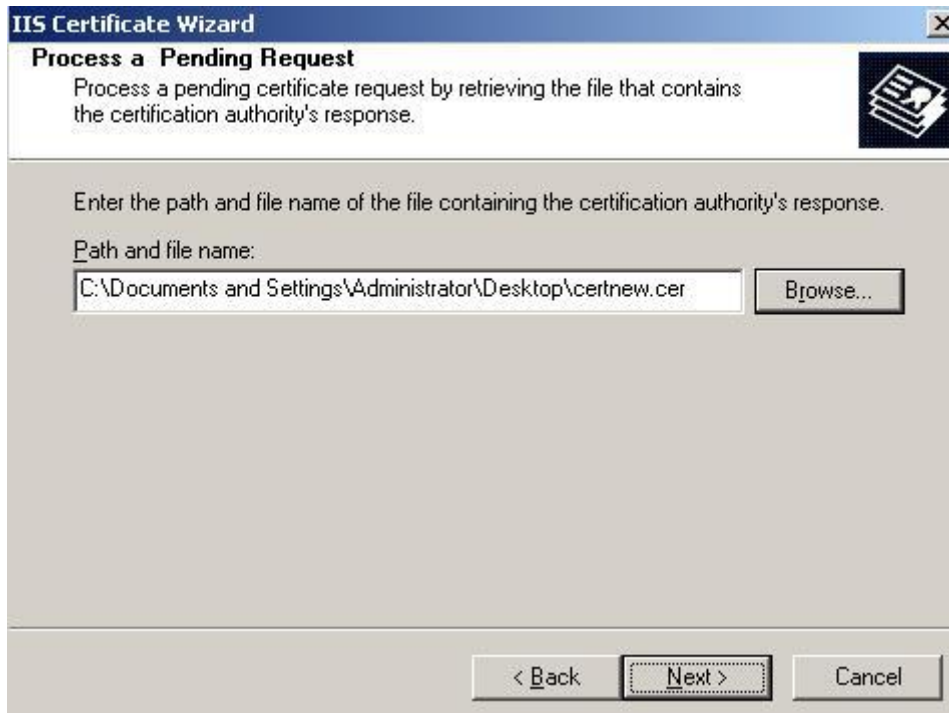 IIS Certificate Wizard
Process a Pending Request
Process a pending certificate request by retrieving the file that contains
the certification authority's response.
Enter the path and file name of the file containing the certification authority's response.
Path and file name:
C:\Documents and Settings\Administrator\Desktop\certnew.cer
Browse...
< Back
Next >
Cancel